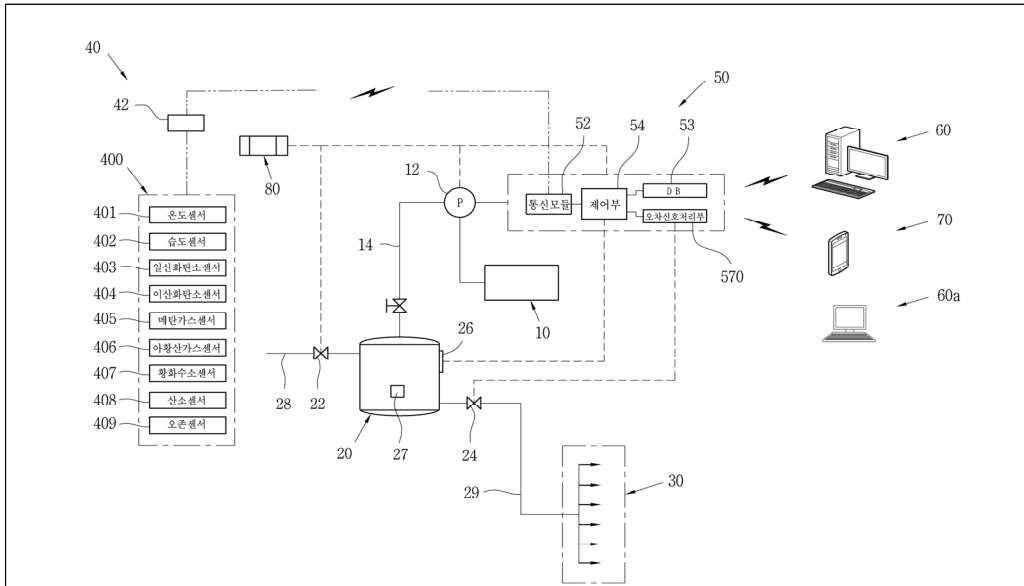 40
42
400
401 온도센서
402 습도센서
403 일산화탄소센서
404 이산화탄소센서
405 메탄가스센서
406 아황산가스센서
407 황화수소센서
408 산소센서
409 오존센서
80
12
P
14
10
50
52 54 53
통신모듈 제어부 DB
오차신호처리부
570
60
70
60a
28 22 20 27 26 24
29
30